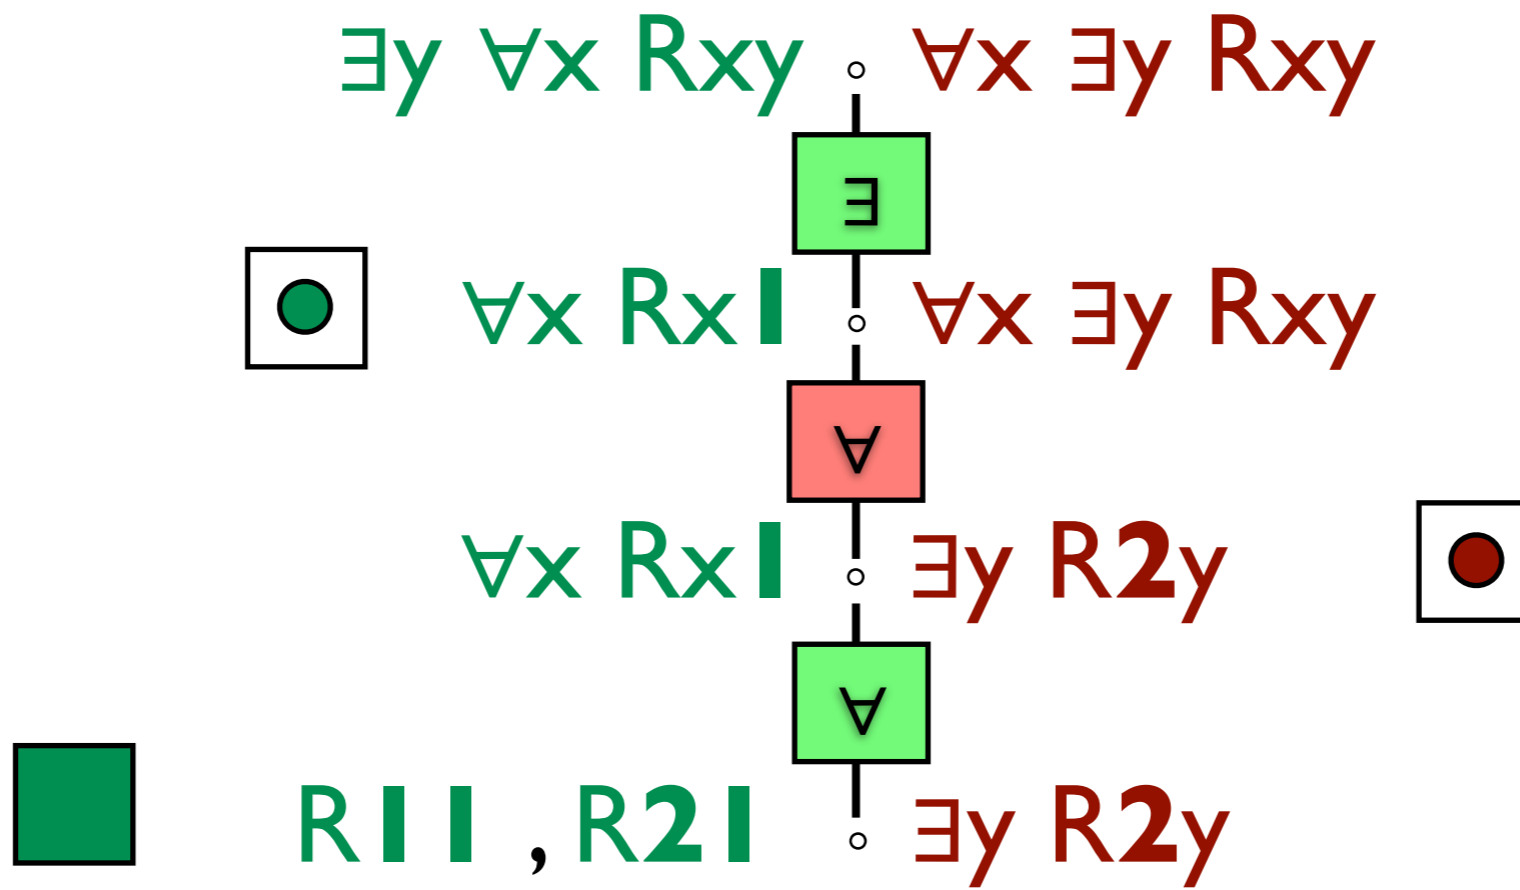 ∃y ∀x Rxy ∘ ∀x ∃y Rxy
∃
∀x Rx1 ∘ ∀x ∃y Rxy
∀
∀x Rx1 ∘ ∃y R2y
∀
R11 , R21 ∘ ∃y R2y